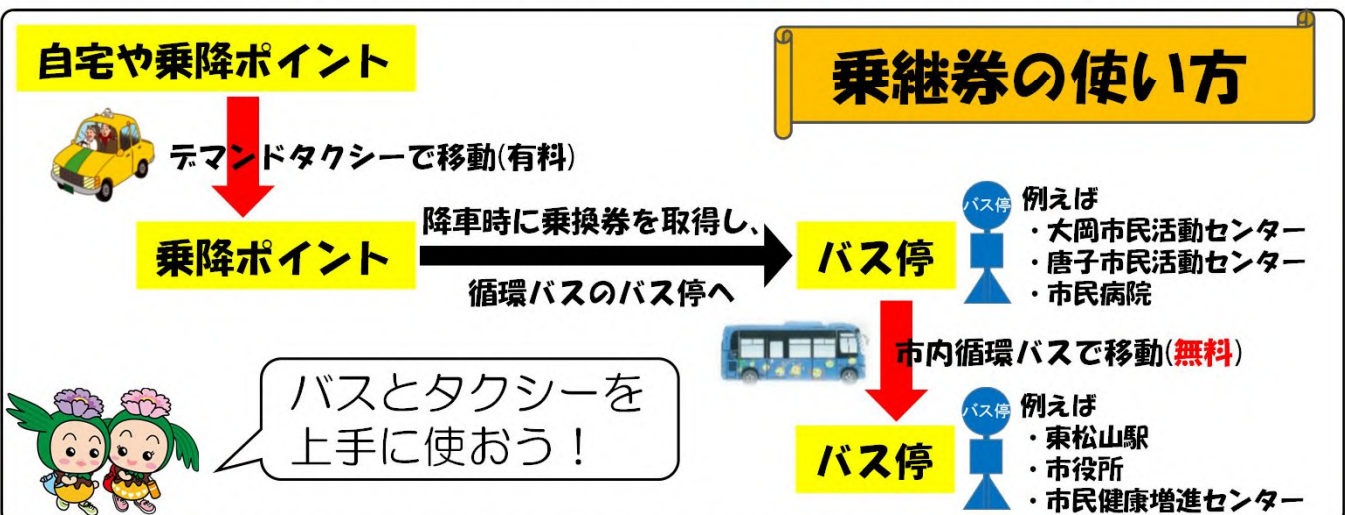 乗継券の使い方
自宅や乗降ポイント
デマンドタクシーで移動(有料)
乗降ポイント
降車時に乗換券を取得し、
循環バスのバス停へ
バス停
バス停
例えば
・大岡市民活動センター
・唐子市民活動センター
・市民病院
市内循環バスで移動(無料)
バス停
バス停
例えば
・東松山駅
・市役所
・市民健康増進センター
バスとタクシーを
上手に使おう！